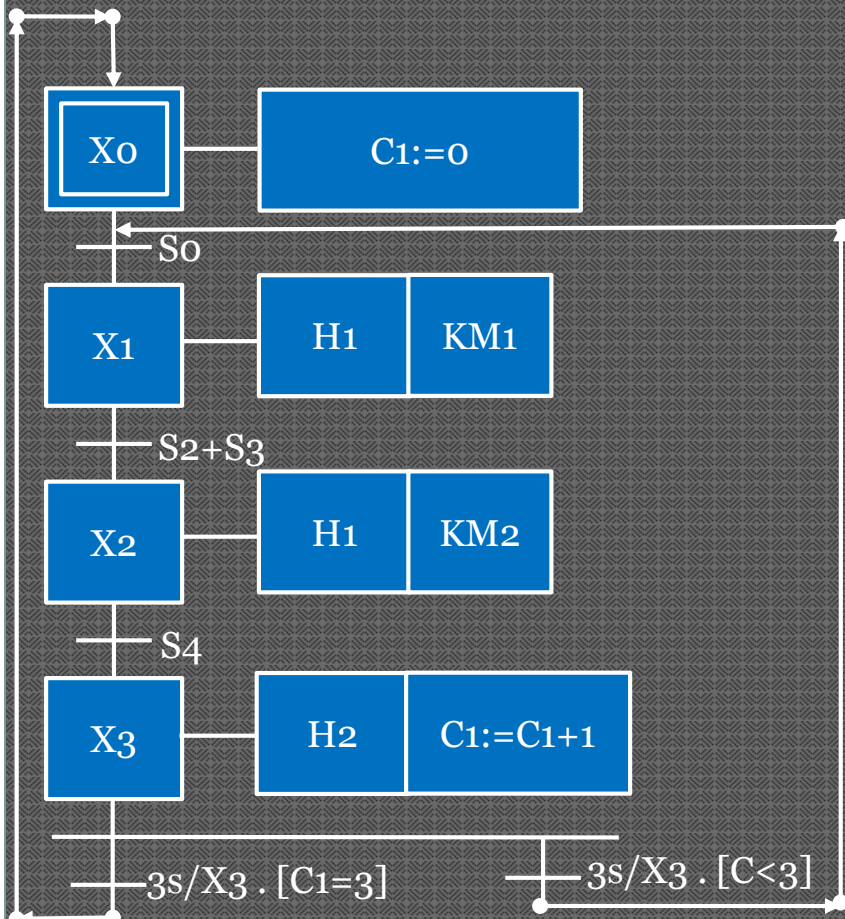 X0
C1:=0
S0
X1
H1
KM1
S2+S3
X2
H1
KM2
S4
X3
H2
C1:=C1+1
3s/X3 . [C1=3]
3s/X3 . [C<3]